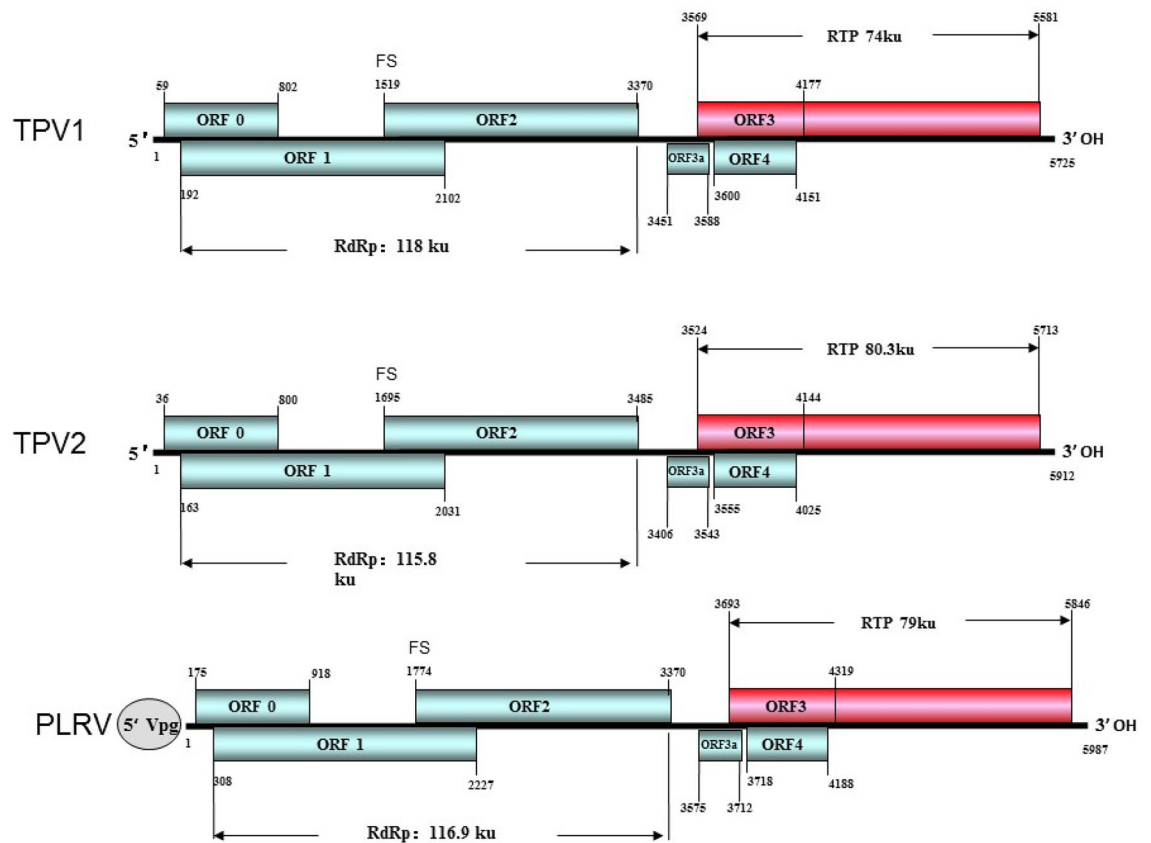 3569 5581
RTP 74ku
FS
59 802 1519 3370 4177
ORF 0 ORF2 ORF3
TPV1 5' 3' OH
1 ORF 1 ORF3a ORF4 5725
192 2102 3451 3588 3600 4151
RdRp: 118 ku
3524 5713
RTP 80.3ku
FS
36 800 1695 3485 4144
ORF 0 ORF2 ORF3
TPV2 5' 3' OH
1 ORF 1 ORF3a ORF4 5912
163 2031 3406 3543 3555 4025
RdRp: 115.8
ku
3693 5846
RTP 79ku
FS
175 918 1774 3370 4319
ORF 0 ORF2 ORF3
PLRV 5' Vpg 3' OH
1 ORF 1 ORF3a ORF4 5987
308 2227 3575 3712 3718 4188
RdRp: 116.9 ku